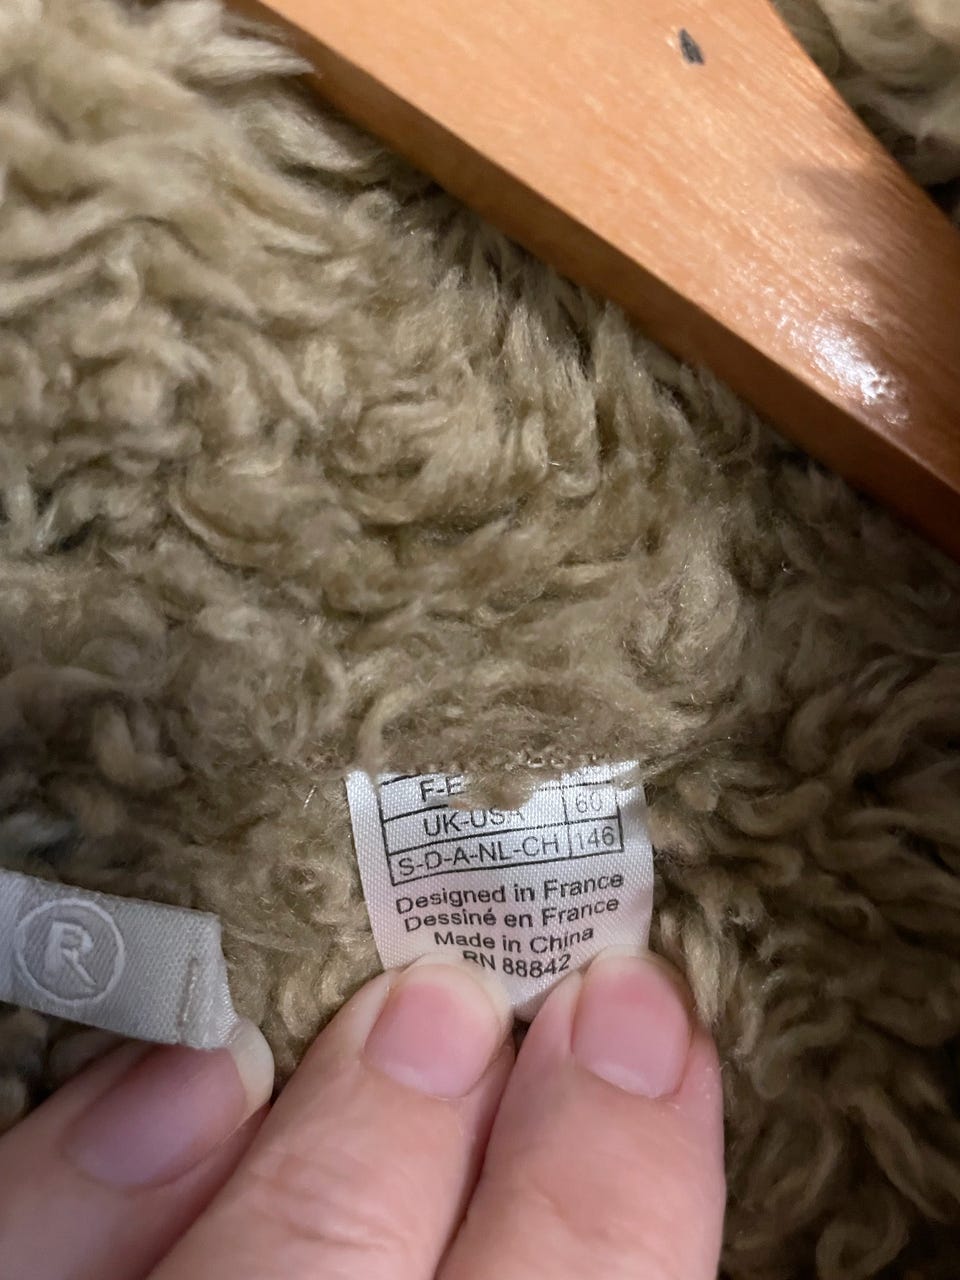 F-E
UK-USA 60
S-D-A-NL-CH 146
Designed in France
Dessiné en France
Made in China
RN 88842
R